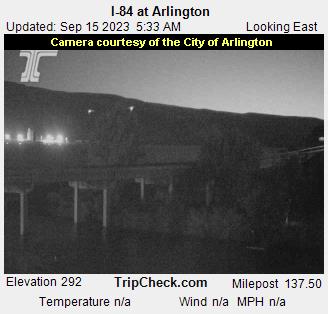 I-84 at Arlington
Updated: Sep 15 2023 5:33 AM Looking East
Camera courtesy of the City of Arlington
Elevation 292 TripCheck.com Milepost 137.50
Temperature n/a Wind n/a MPH n/a